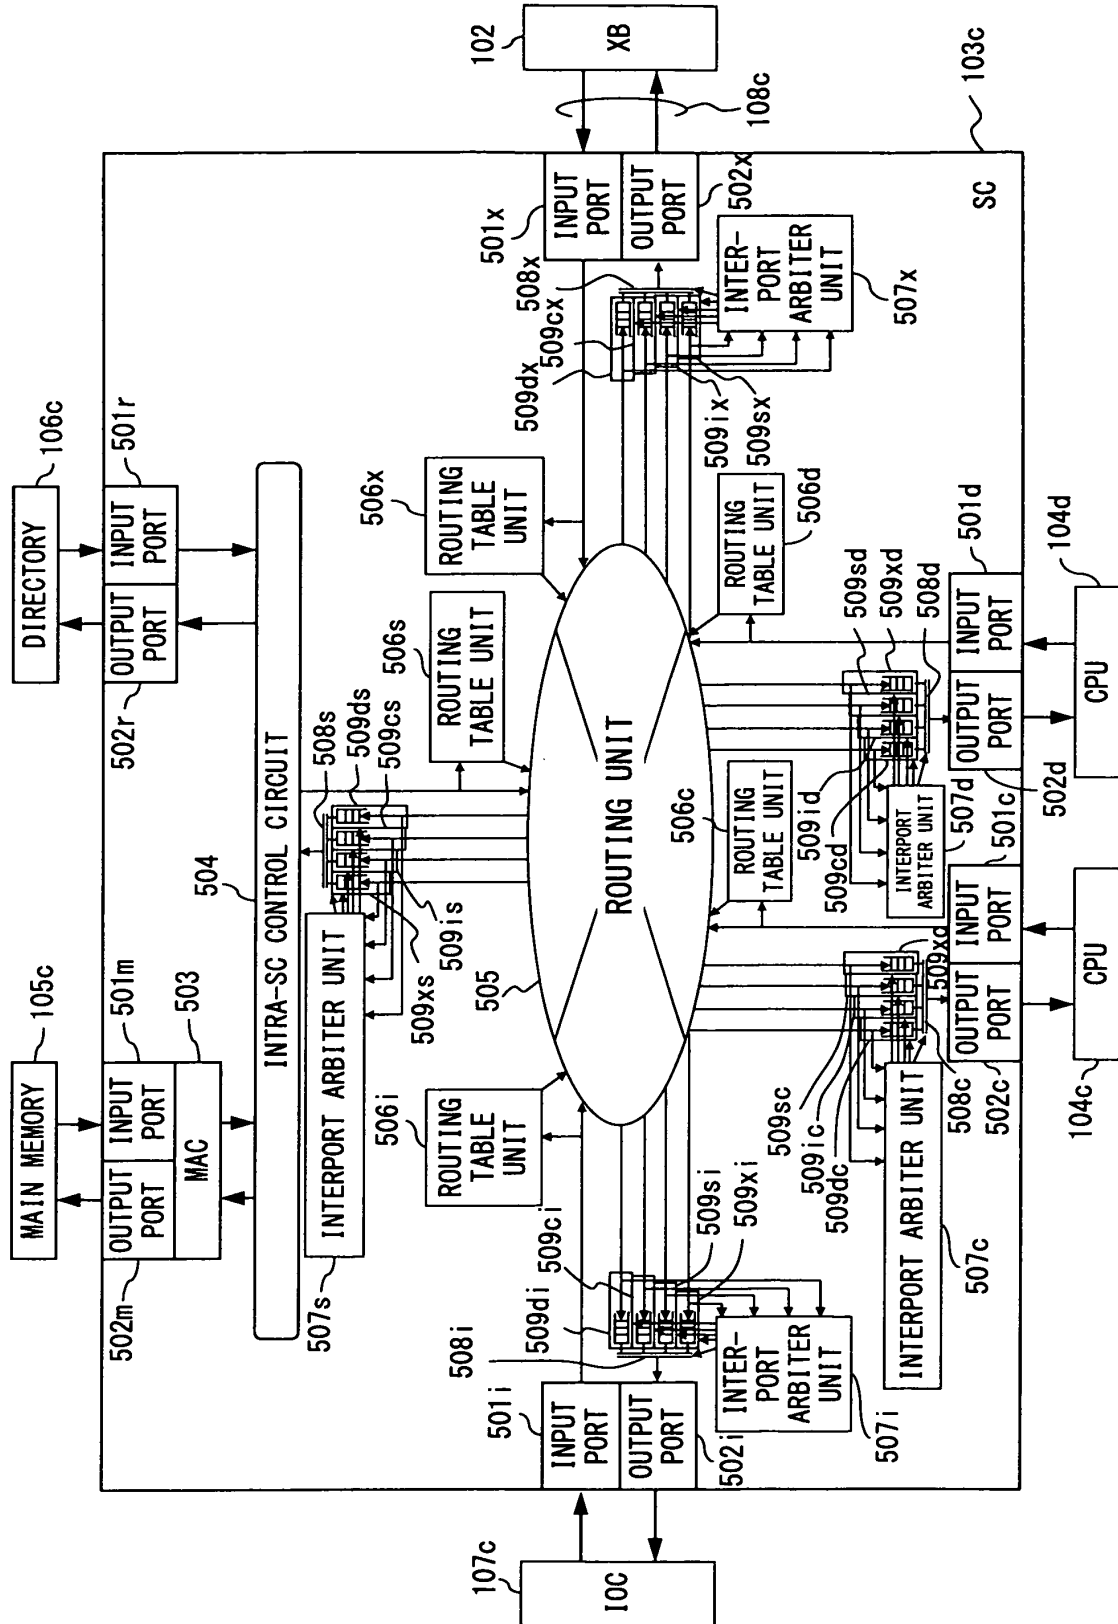 MAIN MEMORY
105c
DIRECTORY
106c
502m
OUTPUT
PORT
INPUT
PORT
501m
MAC
503
502r
OUTPUT
PORT
INPUT
PORT
501r
504
INTRA-SC CONTROL CIRCUIT
507s
INTERPORT ARBITER UNIT
508s
509ds
509cs
509is
509xs
506s
ROUTING
TABLE UNIT
506x
ROUTING
TABLE
UNIT
506i
ROUTING
TABLE
UNIT
505
ROUTING UNIT
107c
IOC
501i
INPUT
PORT
OUTPUT
PORT
502i
508i
509di
509ci
509si
509xi
INTER-
PORT
ARBITER
UNIT
507i
102
XB
108c
103c
SC
501x
INPUT
PORT
OUTPUT
PORT
502x
508x
509cx
509dx
509ix
509sx
INTER-
PORT
ARBITER
UNIT
507x
506c
ROUTING
TABLE UNIT
506d
ROUTING
TABLE UNIT
509sc
509ic
509dc
509xc
508c
INTERPORT ARBITER UNIT
507c
OUTPUT
PORT
502c
INPUT
PORT
501c
CPU
104c
509id
509cd
509sd
509xd
508d
INTERPORT
ARBITER UNIT
507d
OUTPUT
PORT
502d
INPUT
PORT
501d
CPU
104d